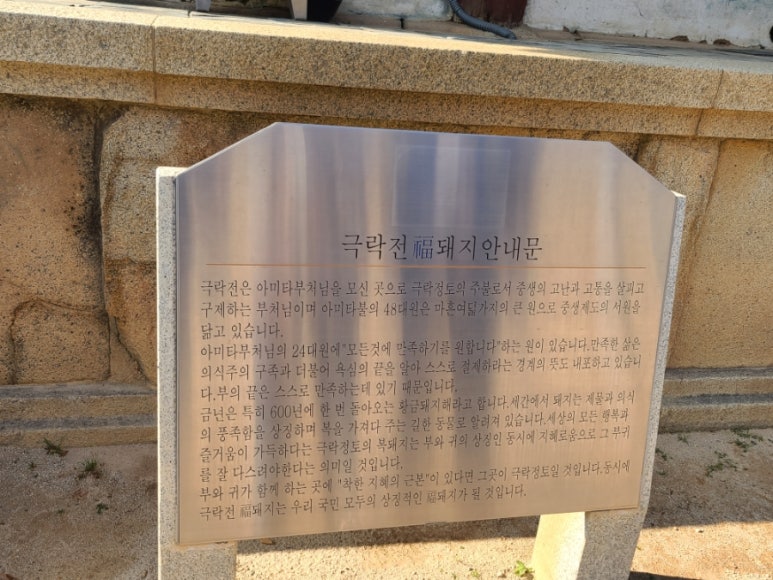 극락전 福돼지안내문
극락전은 아미타부처님을 모신 곳으로 극락정토의 주불로서 중생의 고난과 고통을 살피고
구제하는 부처님이며 아미타불의 48대원은 마흔여덟가지의 큰 원으로 중생제도의 서원을
닮고 있습니다.
아미타부처님의 24대원에"모든것에 만족하기를 원합니다"하는 원이 있습니다.만족한 삶은
의식주의 구족과 더불어 욕심의 끝을 알아 스스로 절제하라는 경계의 뜻도 내포하고 있습니
다.부의 끝은 스스로 만족하는데 있기 때문입니다.
금년은 특히 600년에 한 번 돌아오는 황금돼지해라고 합니다.세간에서 돼지는 재물과 의식
의 풍족함을 상징하며 복을 가져다 주는 길한 동물로 알려져 있습니다.세상의 모든 행복과
즐거움이 가득하다는 극락정토의 복돼지는 부와 귀의 상징인 동시에 지혜로움으로 그 부귀
를 잘 다스려야한다는 의미일 것입니다.
부와 귀가 함께 하는 곳에 "착한 지혜의 근본"이 있다면 그곳이 극락정토일 것입니다.동시에
극락전 福돼지는 우리 국민 모두의 상징적인 福돼지가 될 것입니다.